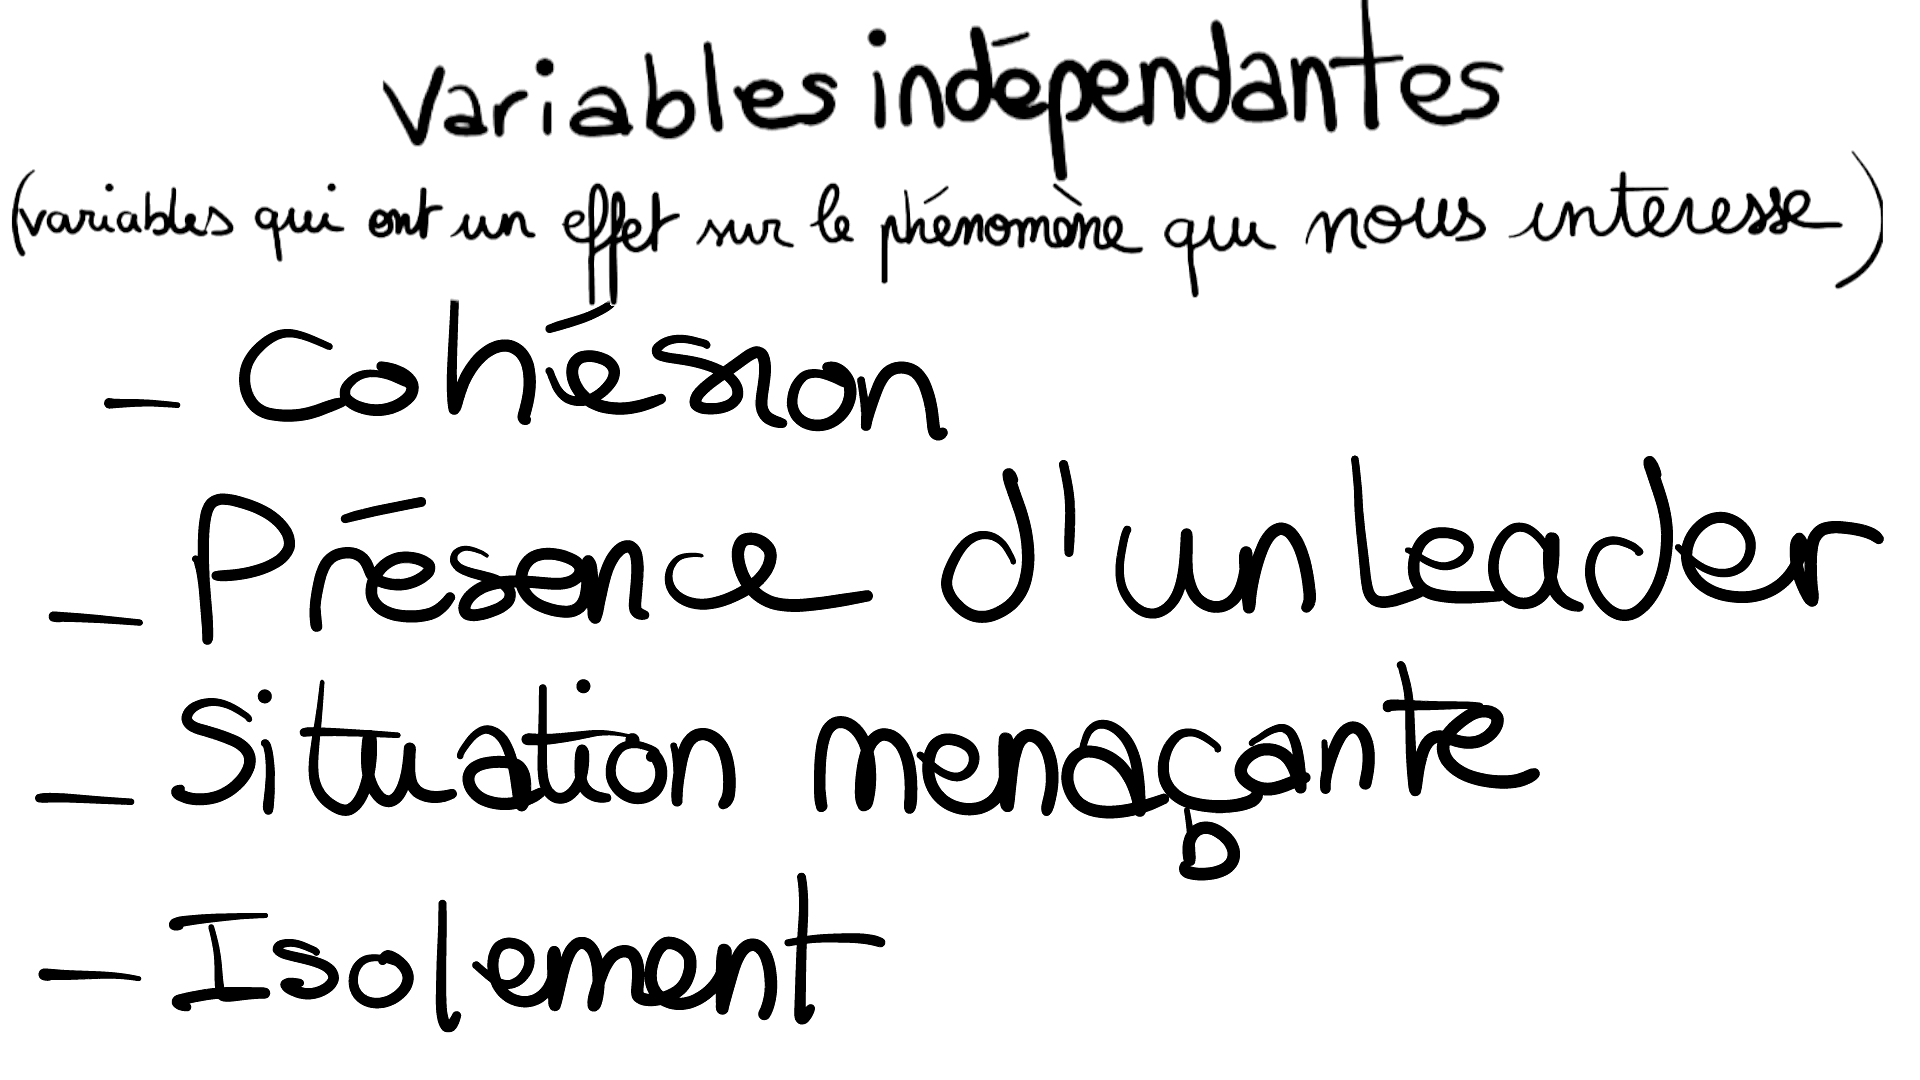 Variables indépendantes
(variables qui ont un effet sur le phénomène qui nous interesse)
- Cohésion
- Présence d'un leader
- Situation menaçante
- Isolement